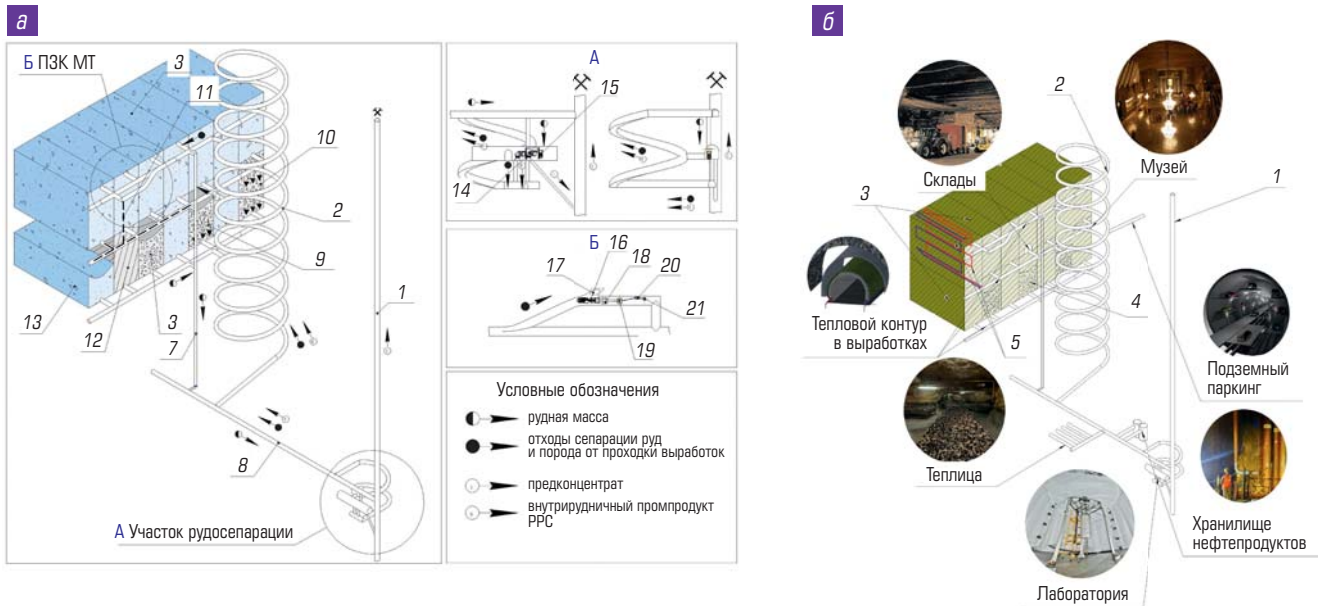 а
Б ПЗК МТ
3
11
10
2
9
1
13
12
3
7
8
А Участок рудосепарации
А
15
14
Б
16
17
18
20
21
19
Условные обозначения
рудная масса
отходы сепарации руд
и порода от проходки выработок
предконцентрат
внутрирудничный промпродукт
РРС
б
2
Склады
Музей
1
3
Тепловой контур
в выработках
4
5
Подземный
паркинг
Теплица
Хранилище
нефтепродуктов
Лаборатория